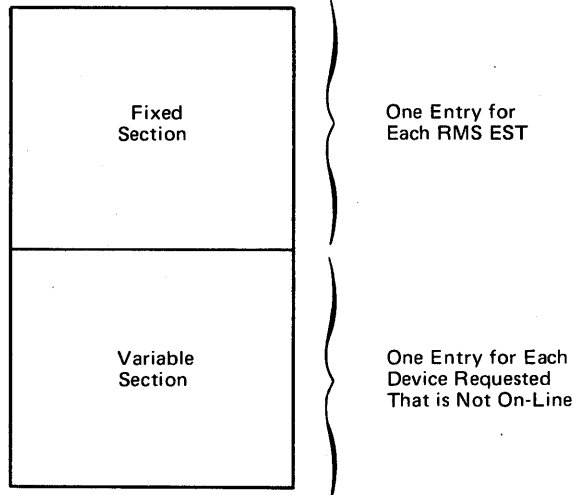 Fixed
Section
One Entry for
Each RMS EST
Variable
Section
One Entry for Each
Device Requested
That is Not On-Line